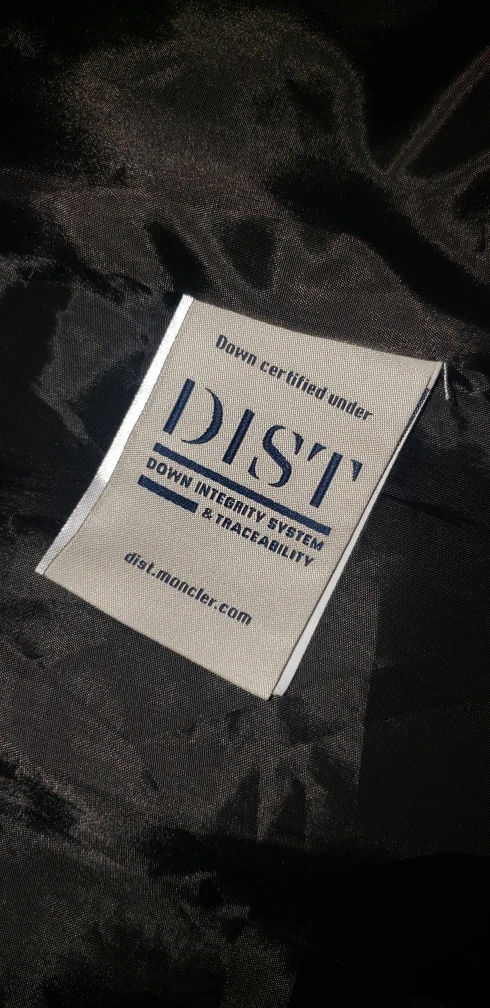 Down certified under
DIST
DOWN INTEGRITY SYSTEM
& TRACEABILITY
dist.moncler.com